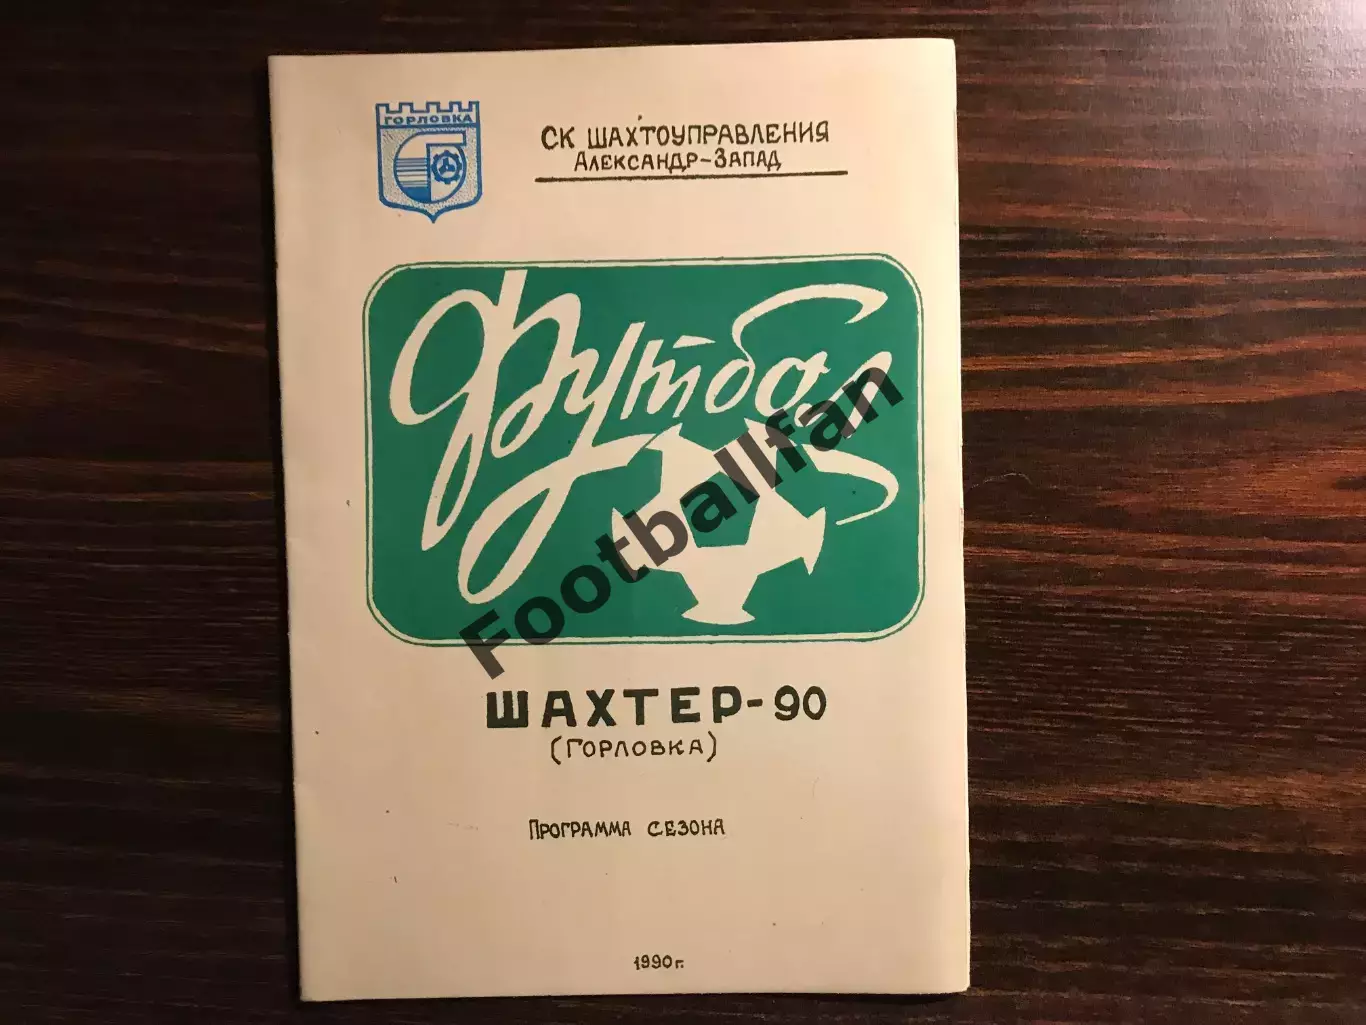 ГОРЛОВКА
СК ШАХТОУПРАВЛЕНИЯ
АЛЕКСАНДР-ЗАПАД
Футбол
Footballfan
ШАХТЕР-90
(ГОРЛОВКА)
ПРОГРАММА СЕЗОНА
1990г.